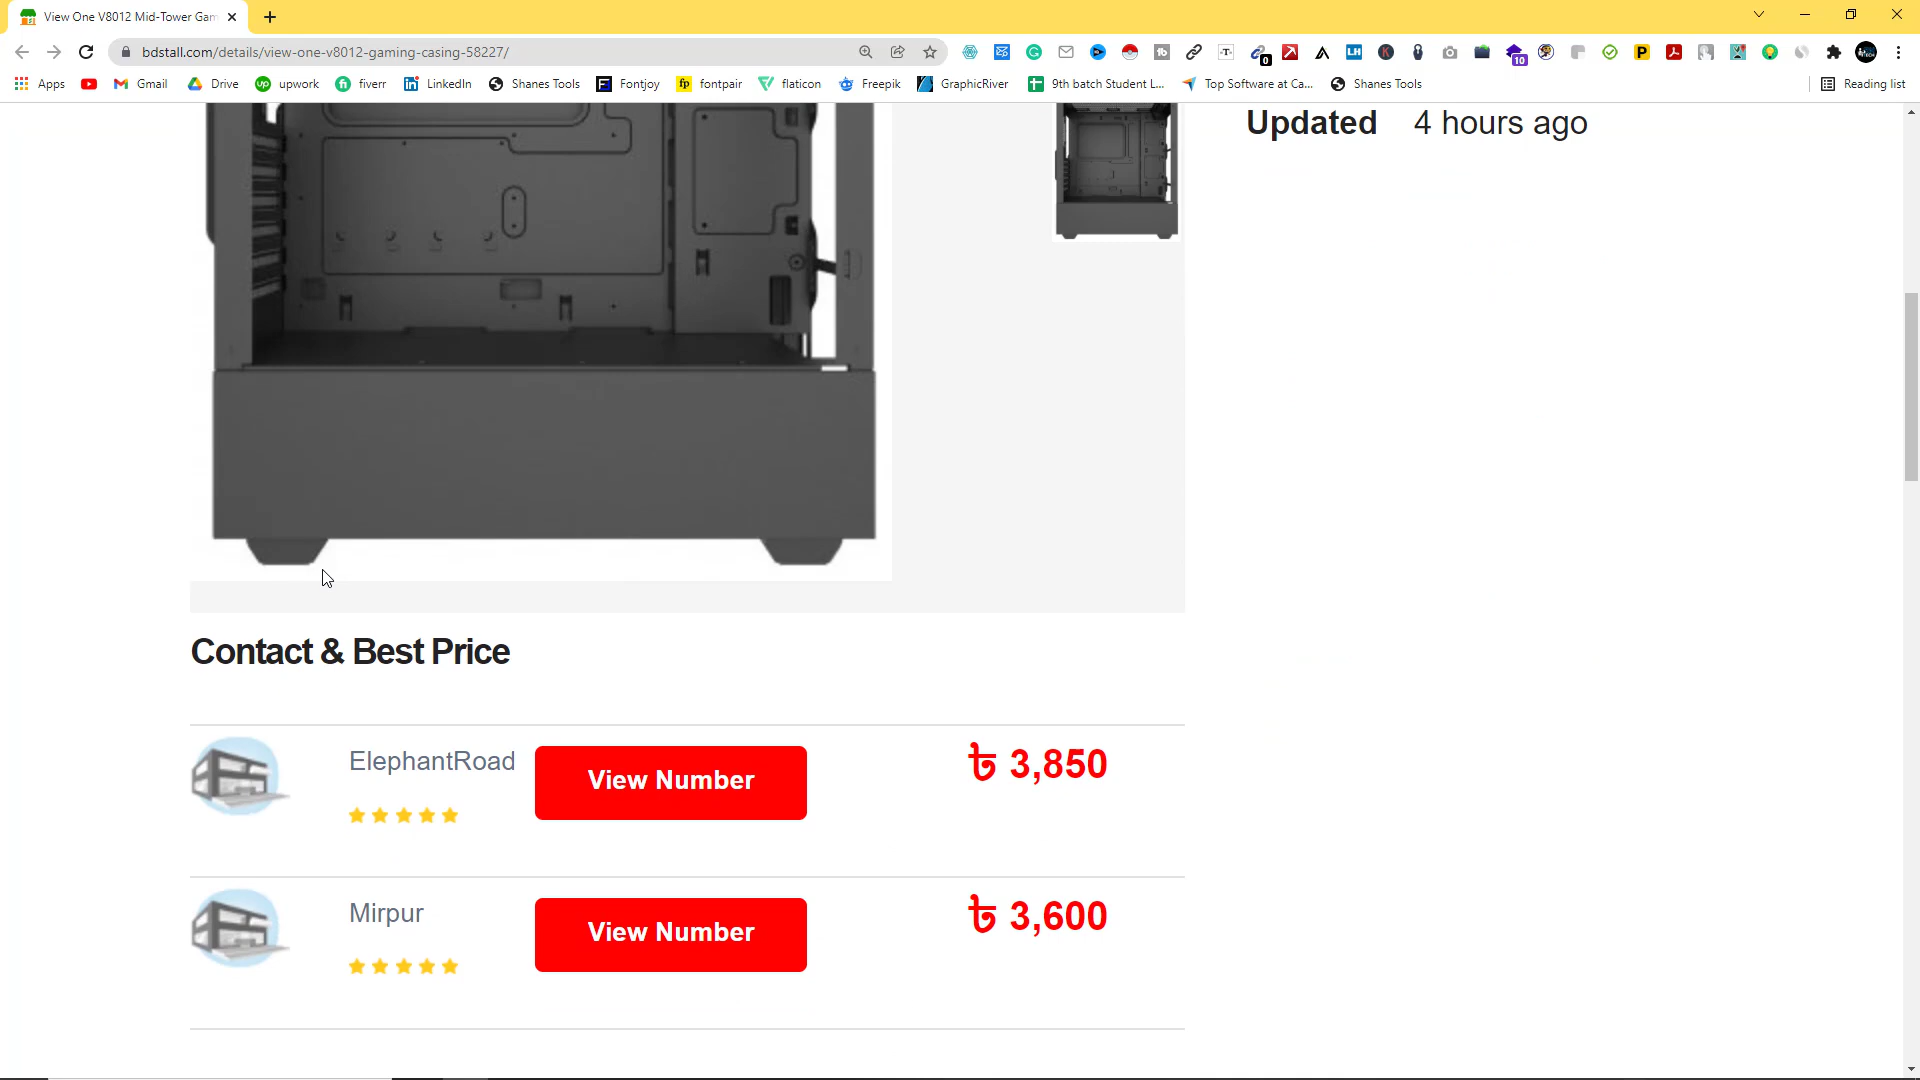 View One V8012 Mid-Tower Gam
bdstall.com/details/view-one-v8012-gaming-casing-58227/
Apps
Gmail
Drive
upwork
fiverr
LinkedIn
Shanes Tools
Fontjoy
fontpair
flaticon
Freepik
GraphicRiver
9th batch Student L...
Top Software at Ca...
Shanes Tools
Reading list
Updated 4 hours ago
Contact & Best Price
ElephantRoad View Number ৳ 3,850
Mirpur View Number ৳ 3,600